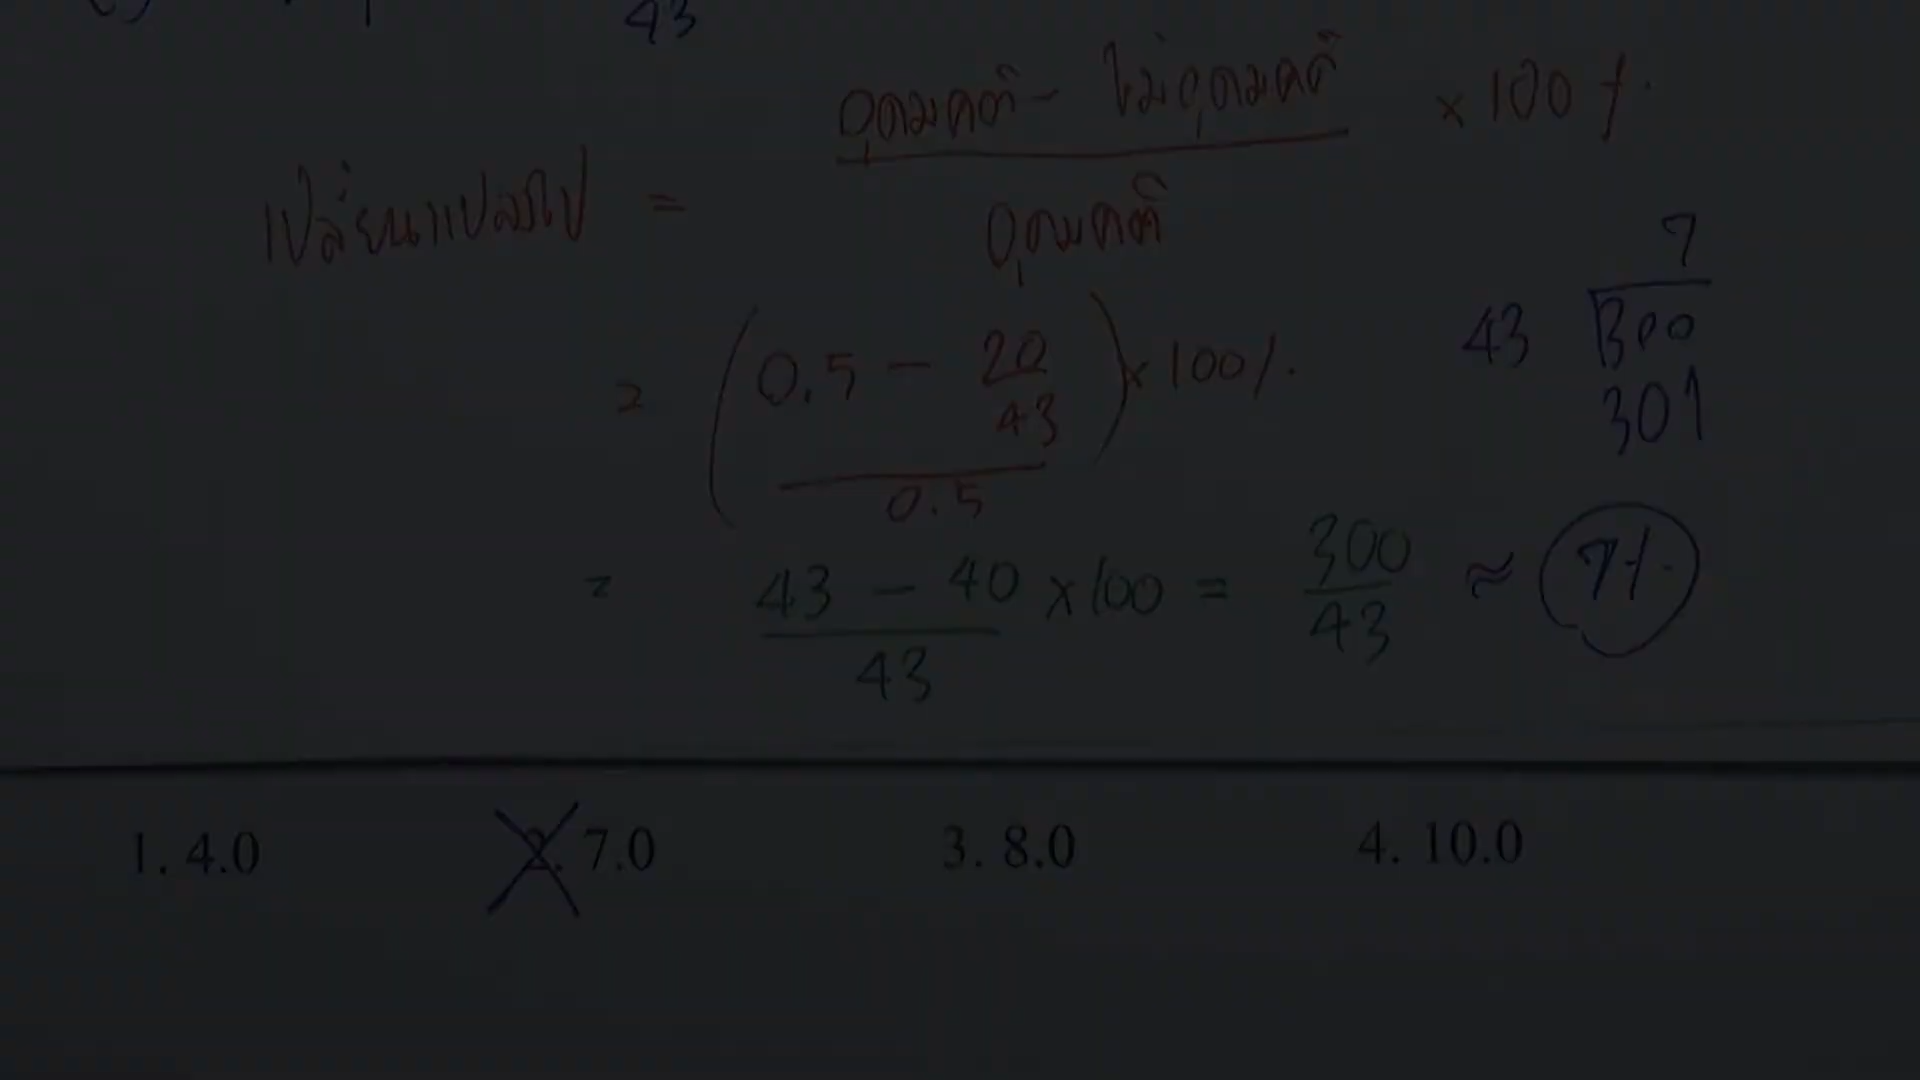 43
อุดมคติ - ไม่อุดมคติ × 100 %
เปลี่ยนแปลงไป =
อุดมคติ
7
43 300
301
= (0.5 - 20/43) × 100 %
0.5
= 43 - 40 × 100 = 300/43 ≈ 7%
43
1. 4.0 2. 7.0 3. 8.0 4. 10.0